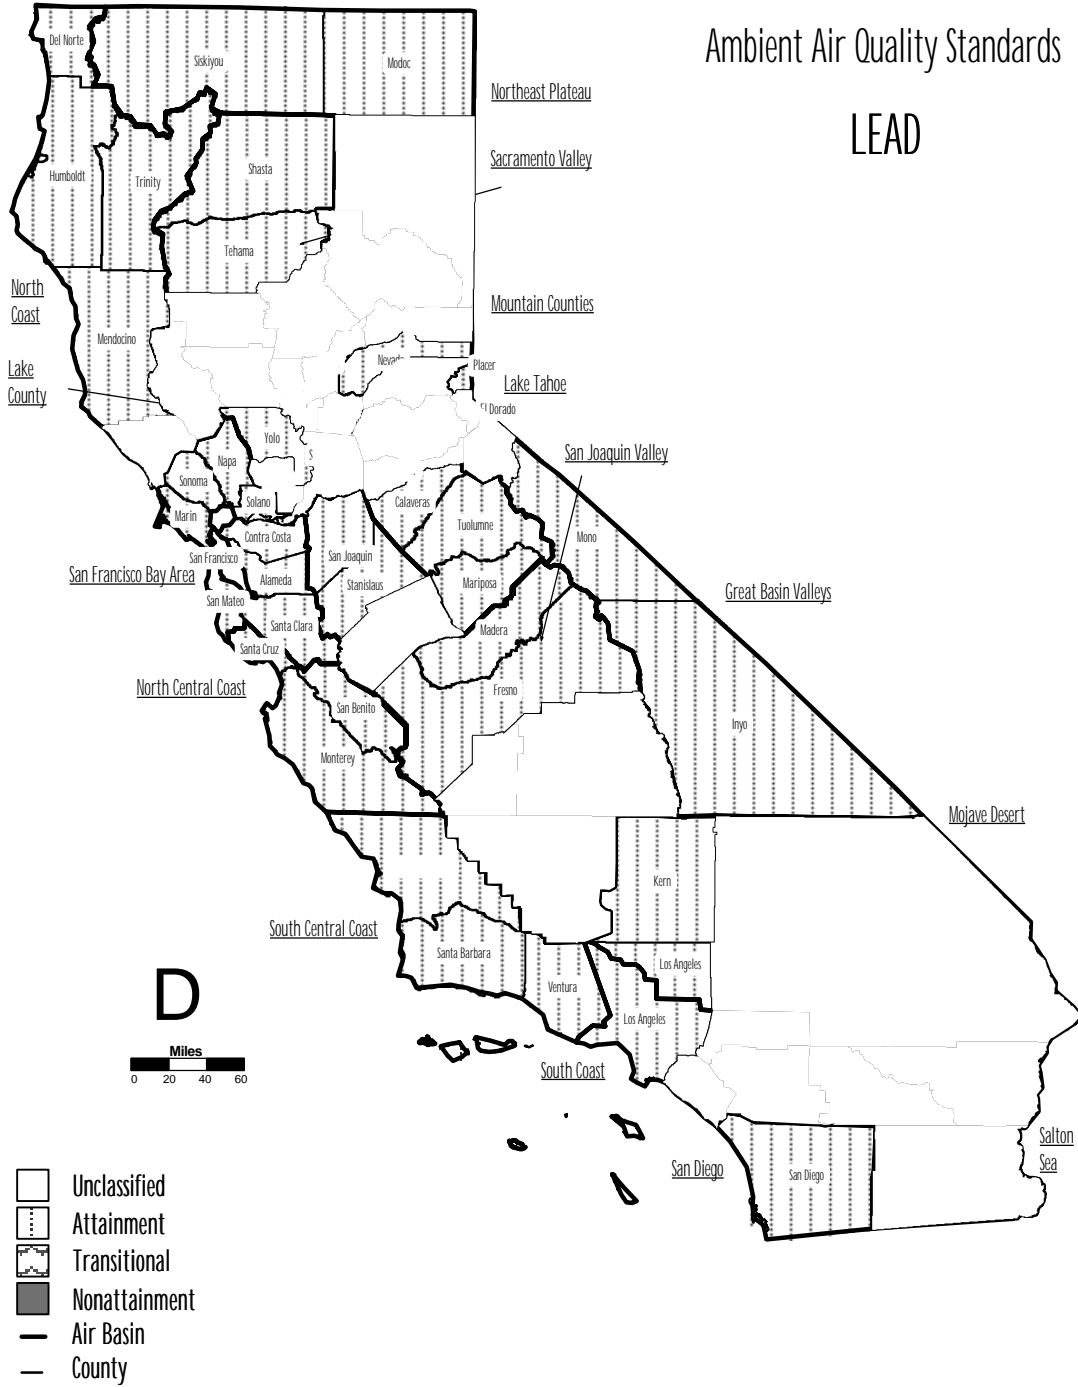 Ambient Air Quality Standards
LEAD
Del Norte
Siskiyou
Modoc
Northeast Plateau
Sacramento Valley
Shasta
Humboldt
Trinity
Tehama
North
Coast
Mountain Counties
Mendocino
Lake
County
Placer
Lake Tahoe
El Dorado
Yolo
S
San Joaquin Valley
Napa
Sonoma
Solano
Calaveras
Marin
Tuolumne
Contra Costa
Mono
San Francisco
San Joaquin
San Francisco Bay Area
Alameda
Stanislaus
Mariposa
Great Basin Valleys
San Mateo
Santa Clara
Madera
Santa Cruz
North Central Coast
Fresno
San Benito
Inyo
Monterey
Mojave Desert
Kern
South Central Coast
Santa Barbara
Los Angeles
Ventura
D
Los Angeles
Miles
0 20 40 60
South Coast
Salton
Sea
San Diego
San Diego
Unclassified
Attainment
Transitional
Nonattainment
Air Basin
County